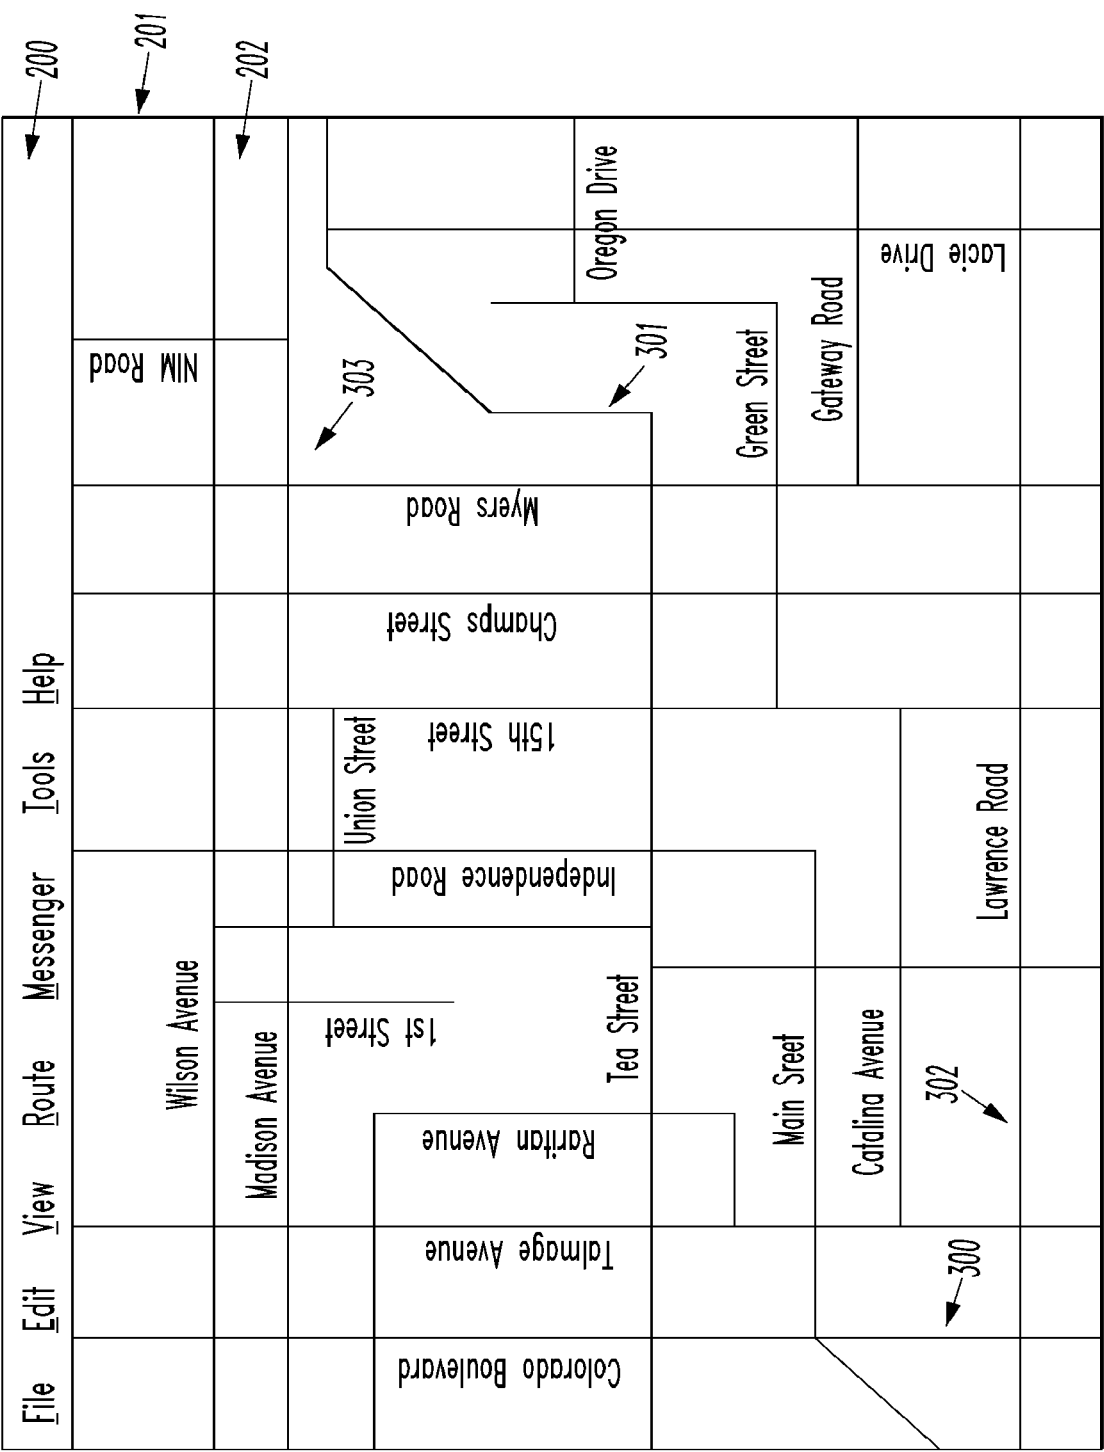 File Edit View Route Messenger Tools Help
200
201
202
Wilson Avenue
NIM Road
Madison Avenue
303
1st Street
Union Street
Colorado Boulevard
Talmage Avenue
Raritan Avenue
Independence Road
15th Street
Champs Street
Myers Road
Oregon Drive
Tea Street
301
Green Street
Main Sreet
Gateway Road
Catalina Avenue
Lacie Drive
300
302
Lawrence Road